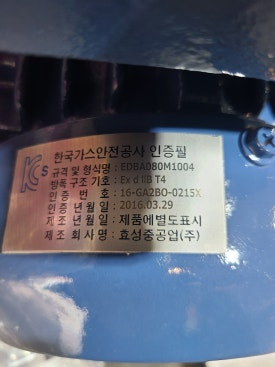 한국가스안전공사 인증필
규격 및 형식명 : EDBA080M1004
방폭 구조 기호 : Ex d IIB T4
인 증 번 호 : 16-GA2BO-0215X
인증년월일 : 2016.03.29
제조년월일 : 제품에별도표시
제조회사명 : 효성중공업(주)
KCs